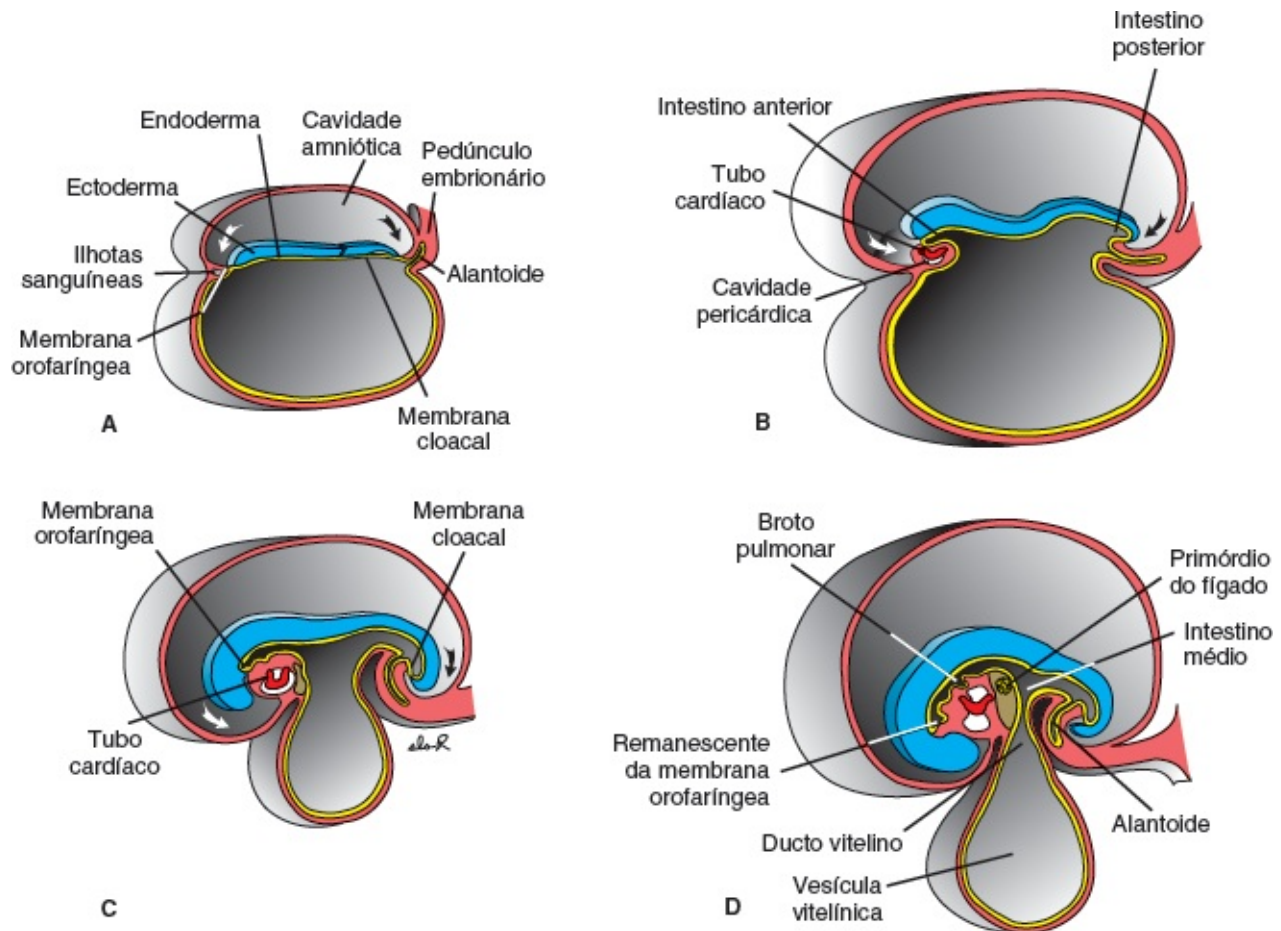 Endoderma
Cavidade
amniótica
Pedúnculo
embrionário
Ectoderma
Ilhotas
sanguíneas
Alantoide
Membrana
orofaríngea
Membrana
cloacal
A
Intestino
posterior
Intestino anterior
Tubo
cardíaco
Cavidade
pericárdica
B
Membrana
orofaríngea
Membrana
cloacal
Tubo
cardíaco
C
Broto
pulmonar
Primórdio
do fígado
Intestino
médio
Remanescente
da membrana
orofaríngea
Alantoide
Ducto vitelino
Vesícula
vitelínica
D